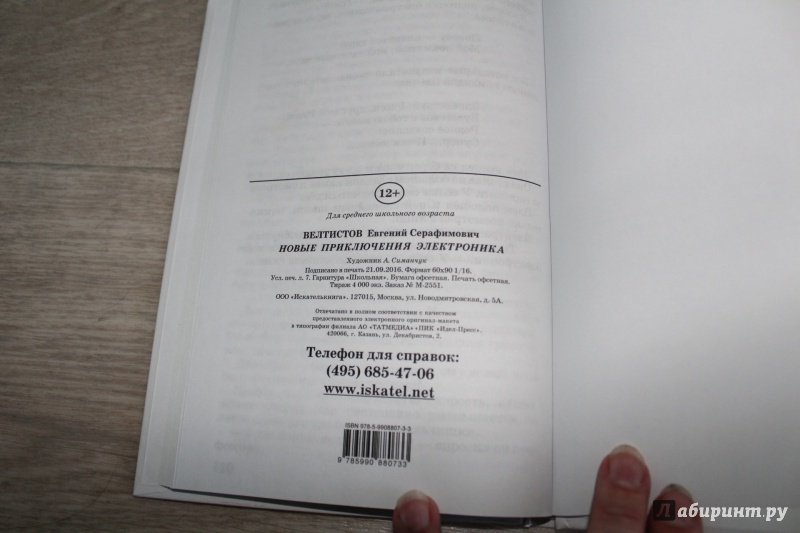 12+
Для среднего школьного возраста
ВЕЛТИСТОВ Евгений Серафимович
НОВЫЕ ПРИКЛЮЧЕНИЯ ЭЛЕКТРОНИКА
Художник А. Симанчук
Подписано в печать 21.09.2016. Формат 60х90 1/16.
Усл. печ. л. 7. Гарнитура «Школьная». Бумага офсетная. Печать офсетная.
Тираж 4 000 экз. Заказ № М-2551.
ООО «Искателькнига». 127015, Москва, ул. Новодмитровская, д. 5А.
Отпечатано в полном соответствии с качеством
предоставленного электронного оригинал-макета
в типографии филиала АО «ТАТМЕДИА» «ПИК «Идел-Пресс».
420066, г. Казань, ул. Декабристов, 2.
Телефон для справок:
(495) 685-47-06
www.iskatel.net
ISBN 978-5-9908807-3-3
9 785990 880733
Лабиринт.ру